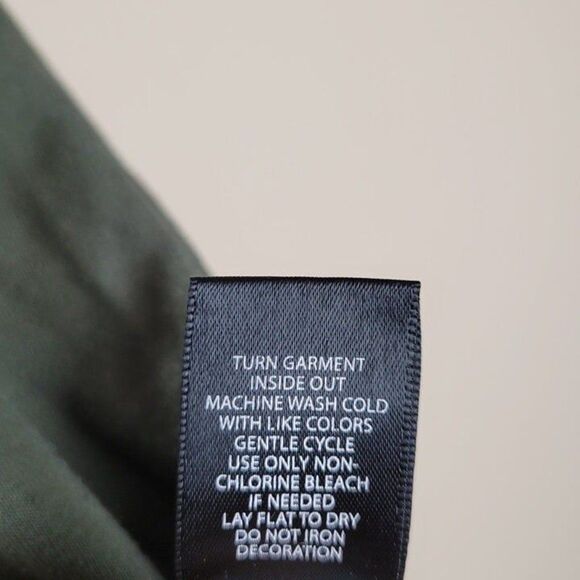 TURN GARMENT
INSIDE OUT
MACHINE WASH COLD
WITH LIKE COLORS
GENTLE CYCLE
USE ONLY NON-
CHLORINE BLEACH
IF NEEDED
LAY FLAT TO DRY
DO NOT IRON
DECORATION